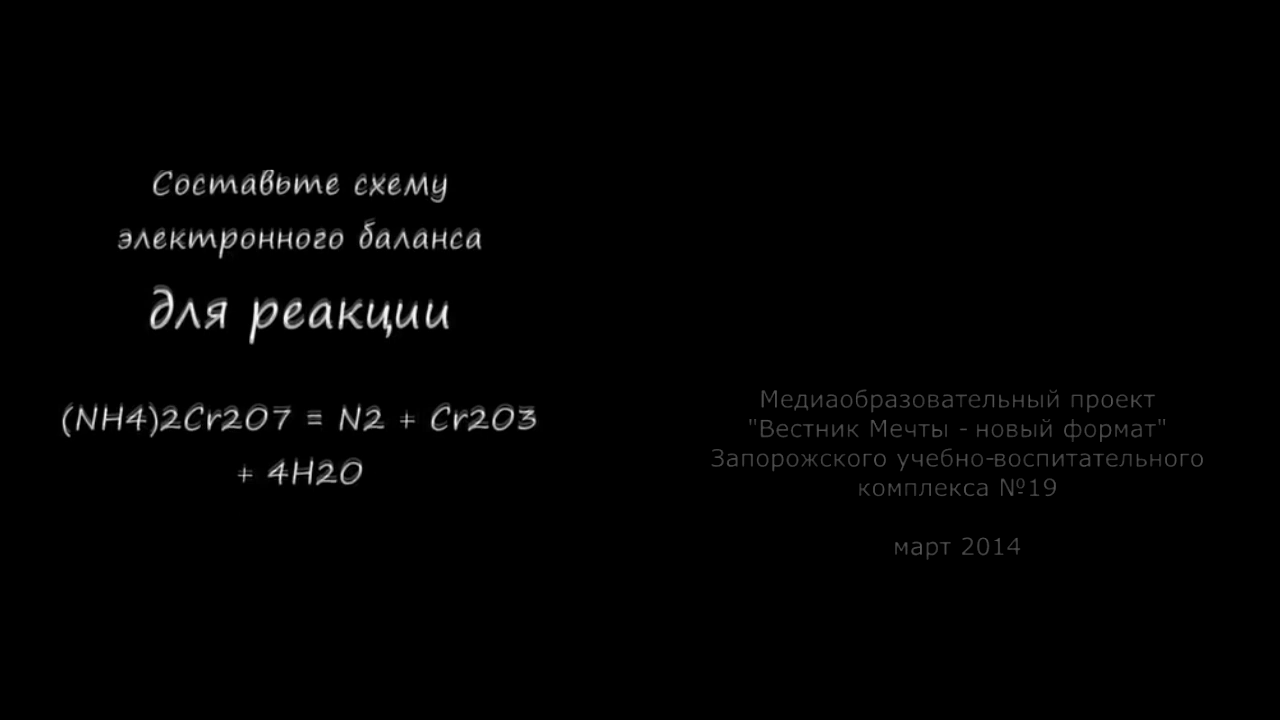 Составьте схему
электронного баланса
для реакции
(NH4)2Cr2O7 = N2 + Cr2O3
+ 4H2O
Медиаобразовательный проект
"Вестник Мечты - новый формат"
Запорожского учебно-воспитательного
комплекса №19
март 2014